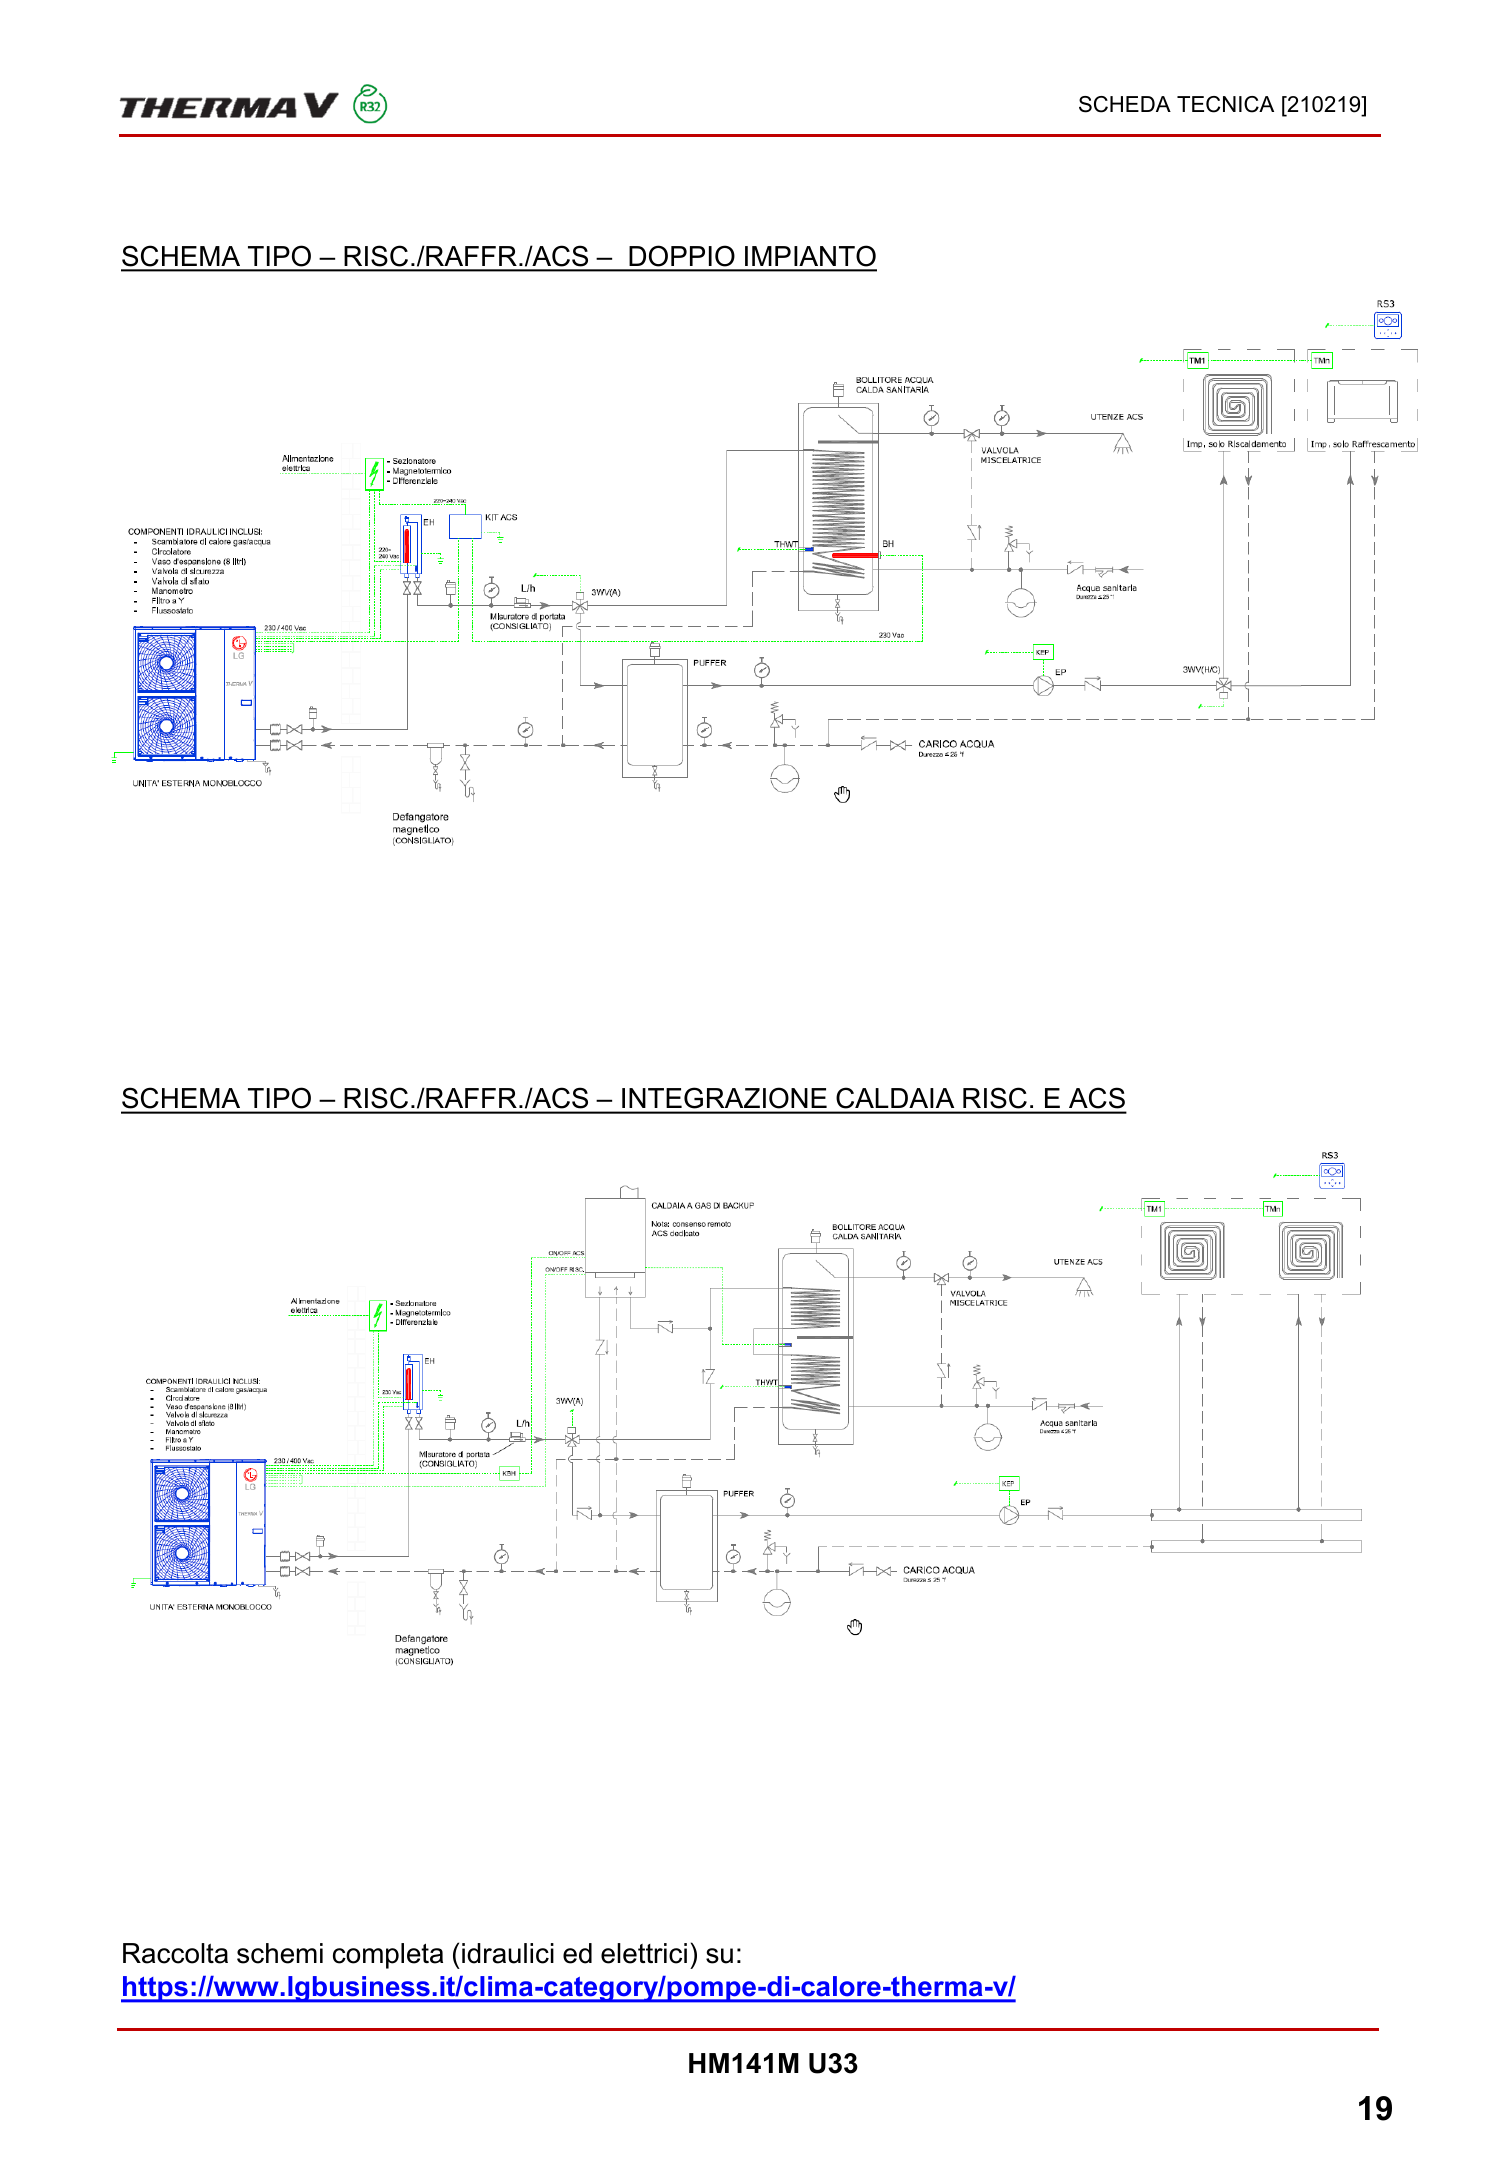 THERMA V R32
SCHEDA TECNICA [210219]
SCHEMA TIPO – RISC./RAFFR./ACS – DOPPIO IMPIANTO
RS3
TM1
TMn
BOLLITORE ACQUA
CALDA SANITARIA
UTENZE ACS
Imp. solo Riscaldamento
Imp. solo Raffrescamento
VALVOLA
MISCELATRICE
Alimentazione
elettrica
- Sezionatore
- Magnetotermico
- Differenziale
220÷240 Vac
KIT ACS
EH
220÷
240 Vac
COMPONENTI IDRAULICI INCLUSI:
- Scambiatore di calore gas/acqua
- Circolatore
- Vaso d'espansione (8 litri)
- Valvola di sicurezza
- Valvola di sfiato
- Manometro
- Filtro a Y
- Flussostato
THWT
BH
L/h
3WV(A)
Misuratore di portata
(CONSIGLIATO)
Acqua sanitaria
Durezza ≤25 °f
230 / 400 Vac
230 Vac
LG
THERMA V
PUFFER
KEP
EP
3WV(H/C)
CARICO ACQUA
Durezza ≤ 25 °f
UNITA' ESTERNA MONOBLOCCO
Defangatore
magnetico
(CONSIGLIATO)
SCHEMA TIPO – RISC./RAFFR./ACS – INTEGRAZIONE CALDAIA RISC. E ACS
RS3
TM1
TMn
CALDAIA A GAS DI BACKUP
Nota: consenso remoto
ACS dedicato
BOLLITORE ACQUA
CALDA SANITARIA
ON/OFF ACS
ON/OFF RISC.
UTENZE ACS
VALVOLA
MISCELATRICE
Alimentazione
elettrica
- Sezionatore
- Magnetotermico
- Differenziale
EH
230 Vac
COMPONENTI IDRAULICI INCLUSI:
- Scambiatore di calore gas/acqua
- Circolatore
- Vaso d'espansione (8 litri)
- Valvola di sicurezza
- Valvola di sfiato
- Manometro
- Filtro a Y
- Flussostato
THWT
3WV(A)
L/h
Misuratore di portata
(CONSIGLIATO)
Acqua sanitaria
Durezza ≤25 °f
230 / 400 Vac
KBH
LG
THERMA V
PUFFER
KEP
EP
CARICO ACQUA
Durezza ≤ 25 °f
UNITA' ESTERNA MONOBLOCCO
Defangatore
magnetico
(CONSIGLIATO)
Raccolta schemi completa (idraulici ed elettrici) su:
https://www.lgbusiness.it/clima-category/pompe-di-calore-therma-v/
HM141M U33
19